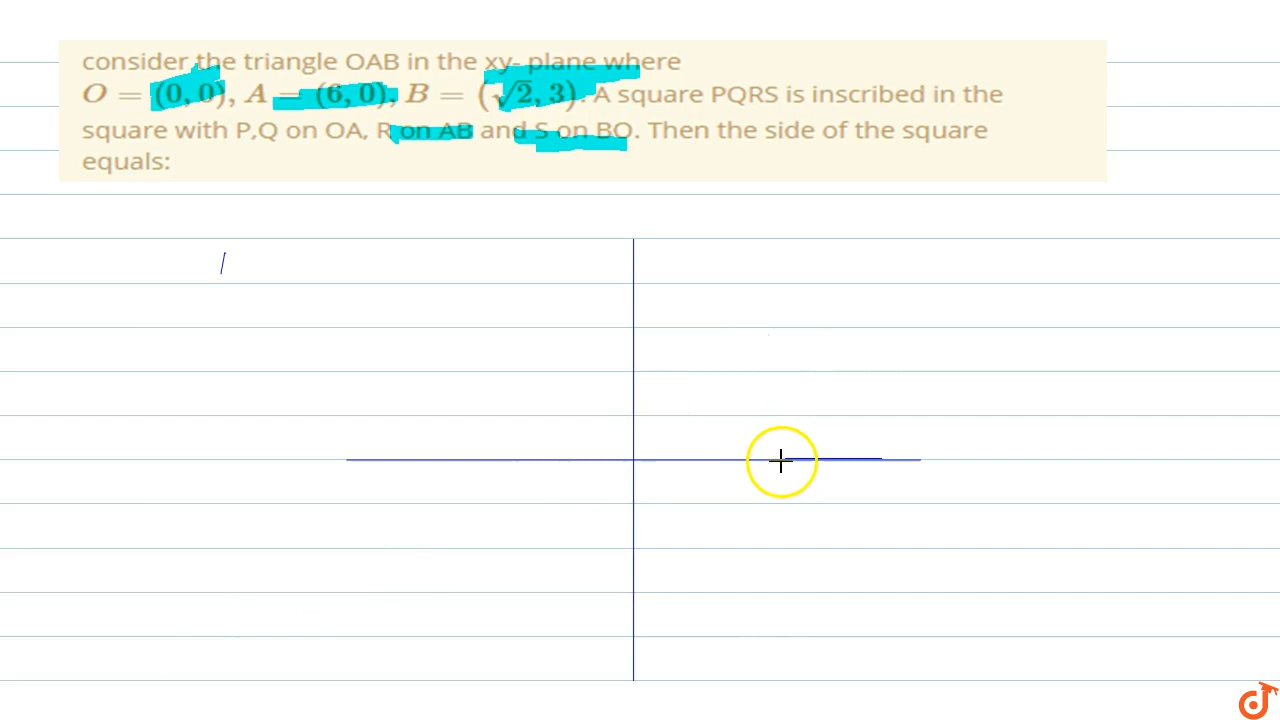 consider the triangle OAB in the xy- plane where
O = (0, 0), A = (6, 0), B = (√2, 3). A square PQRS is inscribed in the
square with P,Q on OA, R on AB and S on BO. Then the side of the square
equals: